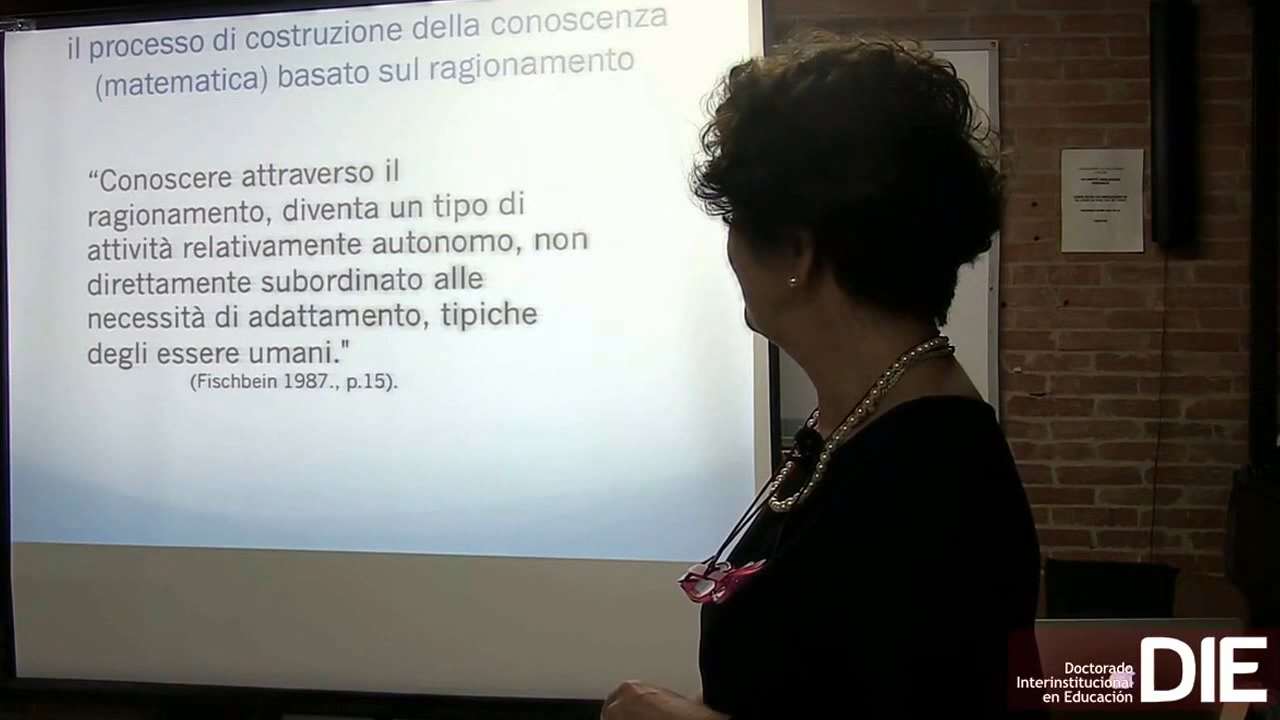 il processo di costruzione della conoscenza
(matematica) basato sul ragionamento
“Conoscere attraverso il
ragionamento, diventa un tipo di
attività relativamente autonomo, non
direttamente subordinato alle
necessità di adattamento, tipiche
degli essere umani."
(Fischbein 1987., p.15).
Doctorado
Interinstitucional
en Educación
DIE